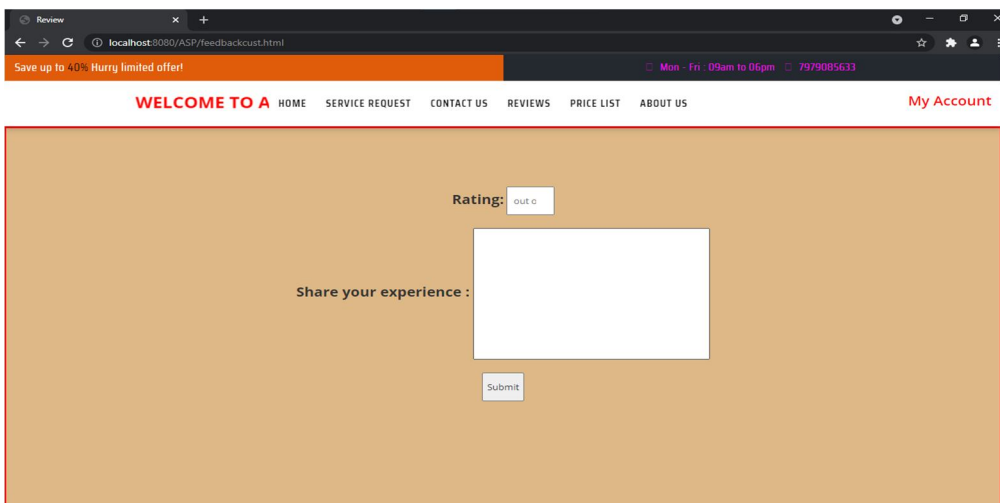 Review
localhost:8080/ASP/feedbackcust.html
Save up to 40% Hurry limited offer!
Mon - Fri : 09am to 06pm 7979085633
WELCOME TO A HOME SERVICE REQUEST CONTACT US REVIEWS PRICE LIST ABOUT US My Account
Rating: out o
Share your experience :
Submit